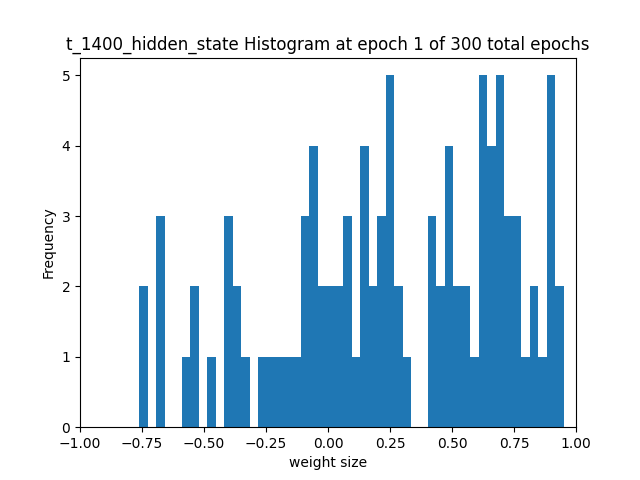 t_1400_hidden_state Histogram at epoch 1 of 300 total epochs
Frequency
5
4
3
2
1
0
−1.00 −0.75 −0.50 −0.25 0.00 0.25 0.50 0.75 1.00
weight size